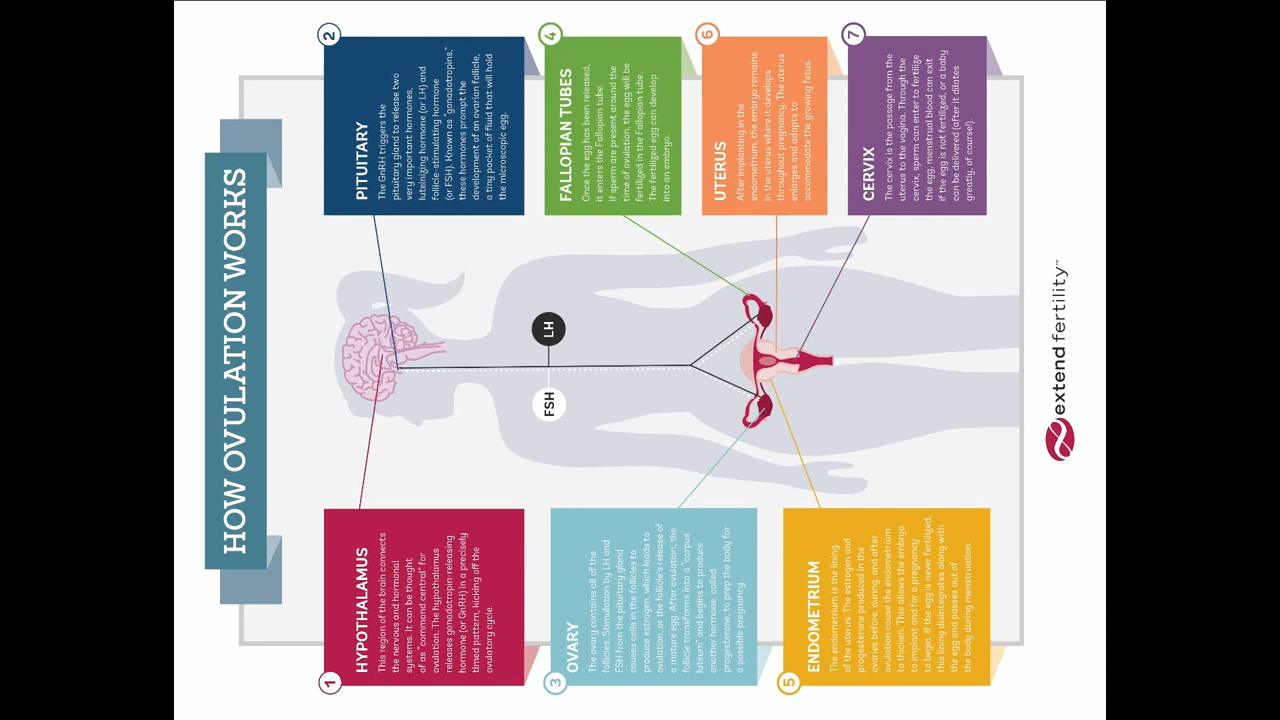 HOW OVULATION WORKS
1
HYPOTHALAMUS
This region of the brain connects
the nervous and hormonal
systems. It can be thought
of as "command central" for
ovulation. The hypothalamus
releases gonadotropin-releasing
hormone (or GnRH) in a precisely
timed pattern, kicking off the
ovulatory cycle.
2
PITUITARY
The GnRH triggers the
pituitary gland to release two
very important hormones,
luteinizing hormone (or LH) and
follicle-stimulating hormone
(or FSH). Known as "gonadotropins,"
these hormones prompt the
development of an ovarian follicle,
a tiny pocket of fluid that will hold
the microscopic egg.
FSH
LH
3
OVARY
The ovary contains all of the
follicles. Stimulation by LH and
FSH from the pituitary gland
causes cells in the follicles to
produce estrogen, which leads to
ovulation, or the follicle's release of
a mature egg. After ovulation, the
follicle transforms into a "corpus
luteum" and begins to produce
another hormone, called
progesterone, to prep the body for
a possible pregnancy
4
FALLOPIAN TUBES
Once the egg has been released,
it enters the Fallopian tube.
If sperm are present around the
time of ovulation, the egg will be
fertilized in the Fallopian tube.
The fertilized egg can develop
into an embryo.
5
ENDOMETRIUM
The endometrium is the lining
of the uterus. The estrogen and
progesterone produced in the
ovaries before, during, and after
ovulation cause the endometrium
to thicken. This allows the embryo
to implant and for a pregnancy
to begin. If the egg is never fertilized,
this lining disintegrates along with
the egg and passes out of
the body during menstruation.
6
UTERUS
After implanting in the
endometrium, the embryo remains
in the uterus where it develops
throughout pregnancy. The uterus
enlarges and adapts to
accommodate the growing fetus.
7
CERVIX
The cervix is the passage from the
uterus to the vagina. Through the
cervix, sperm can enter to fertilize
the egg, menstrual blood can exit
if the egg is not fertilized, or a baby
can be delivered (after it dilates
greatly, of course!).
extend fertility™